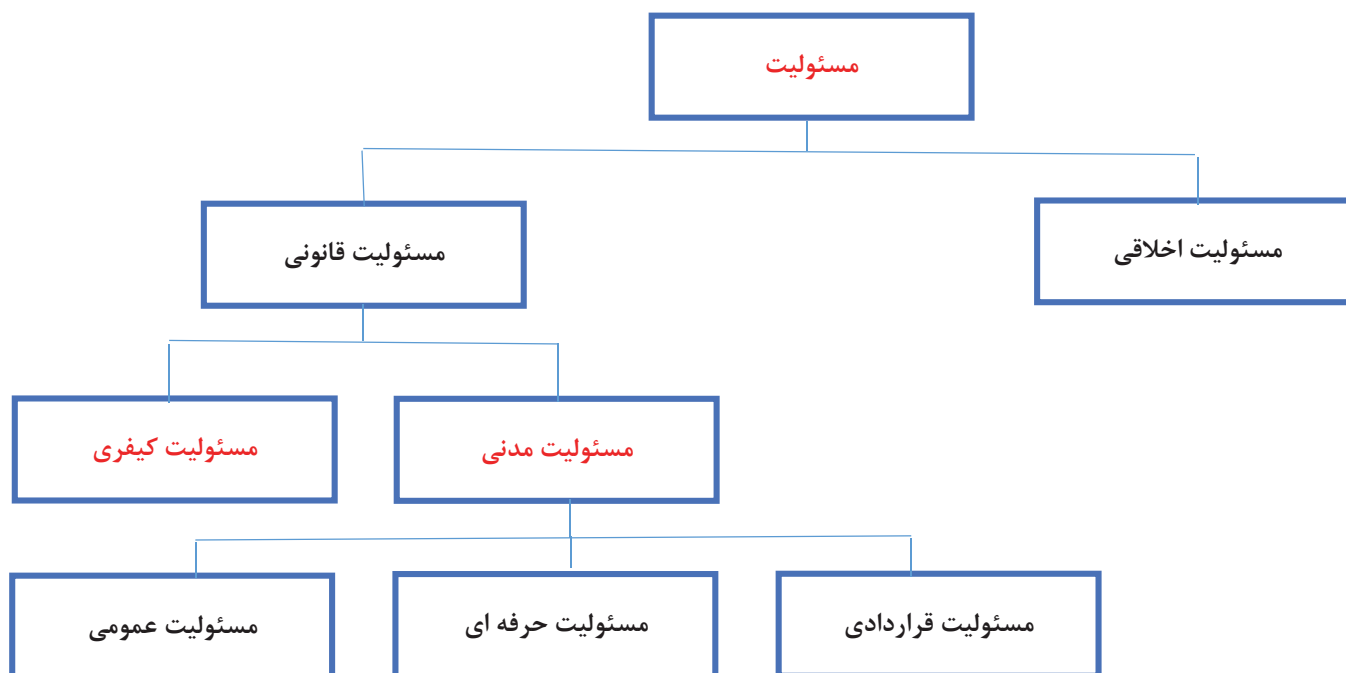 مسئولیت
مسئولیت اخلاقی
مسئولیت قانونی
مسئولیت مدنی
مسئولیت کیفری
مسئولیت قراردادی
مسئولیت حرفه ای
مسئولیت عمومی